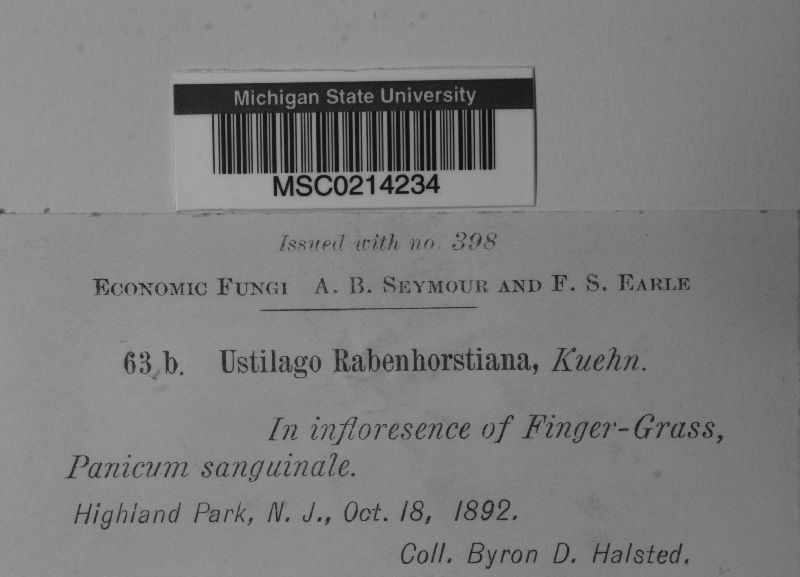 Michigan State University
MSC0214234
Issued with no. 398
Economic Fungi A. B. Seymour and F. S. Earle
63 b. Ustilago Rabenhorstiana, Kuehn.
In infloresence of Finger-Grass,
Panicum sanguinale.
Highland Park, N. J., Oct. 18, 1892.
Coll. Byron D. Halsted.